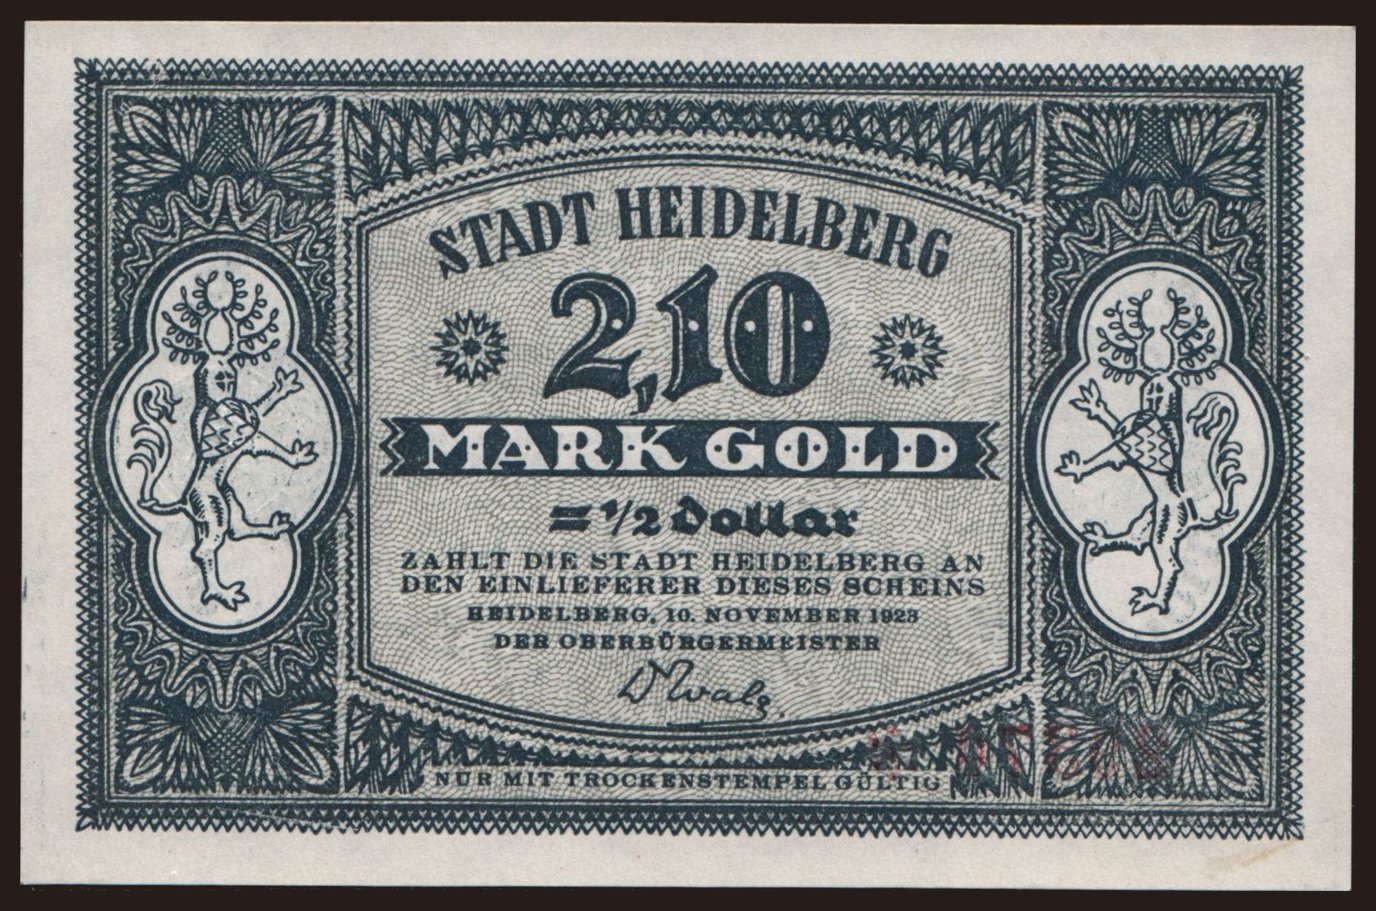 STADT HEIDELBERG
2,10
MARK GOLD
= 1/2 Dollar
ZAHLT DIE STADT HEIDELBERG AN
DEN EINLIEFERER DIESES SCHEINS
HEIDELBERG, 10. NOVEMBER 1923
DER OBERBÜRGERMEISTER
NUR MIT TROCKENSTEMPEL GÜLTIG